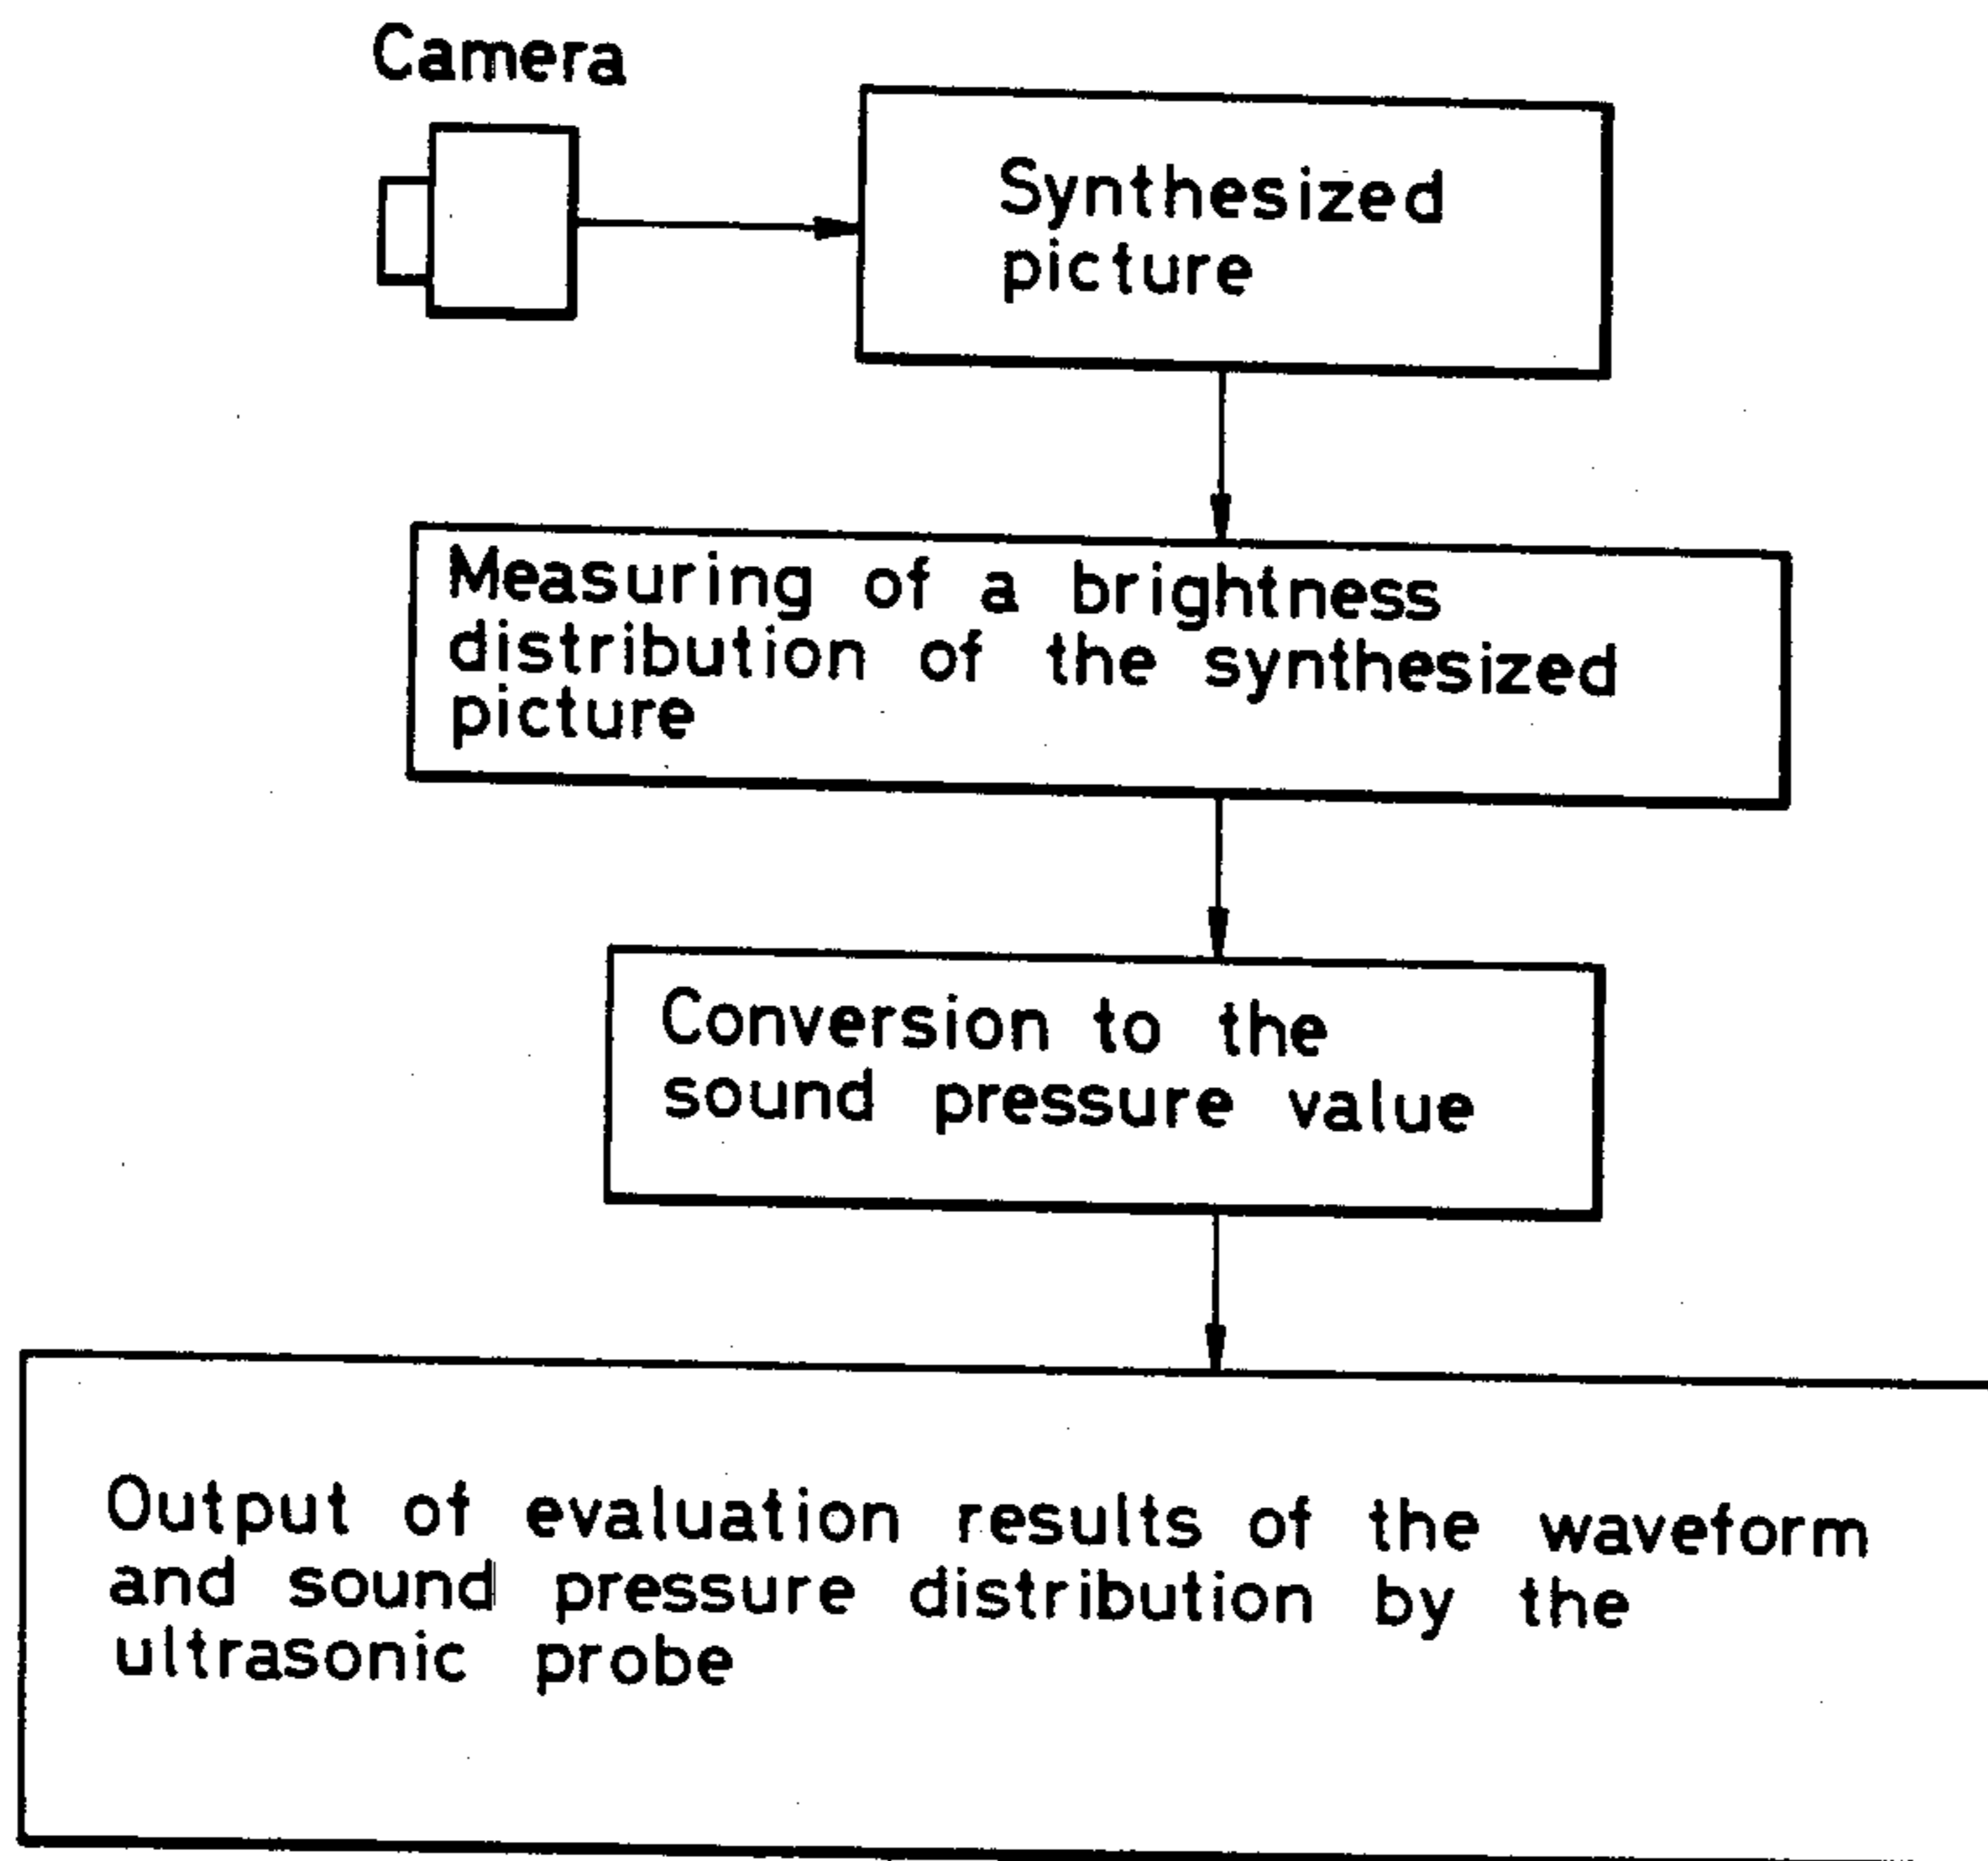 Camera
Synthesized
picture
Measuring of a brightness
distribution of the synthesized
picture
Conversion to the
sound pressure value
Output of evaluation results of the waveform
and sound pressure distribution by the
ultrasonic probe